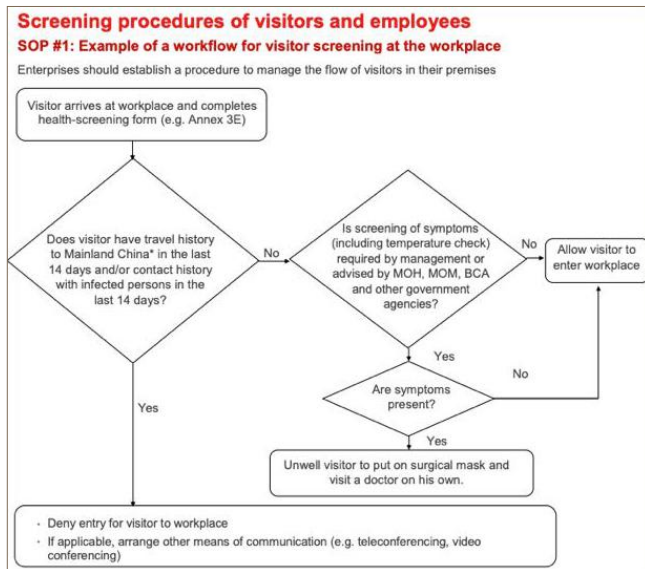 Screening procedures of visitors and employees
SOP #1: Example of a workflow for visitor screening at the workplace
Enterprises should establish a procedure to manage the flow of visitors in their premises
Visitor arrives at workplace and completes
health-screening form (e.g. Annex 3E)
Does visitor have travel history
to Mainland China* in the last
14 days and/or contact history
with infected persons in the
last 14 days?
No
Is screening of symptoms
(including temperature check)
required by management or
advised by MOH, MOM, BCA
and other government
agencies?
No
Allow visitor to
enter workplace
Yes
Are symptoms
present?
No
Yes
Unwell visitor to put on surgical mask and
visit a doctor on his own.
Yes
· Deny entry for visitor to workplace
· If applicable, arrange other means of communication (e.g. teleconferencing, video
conferencing)